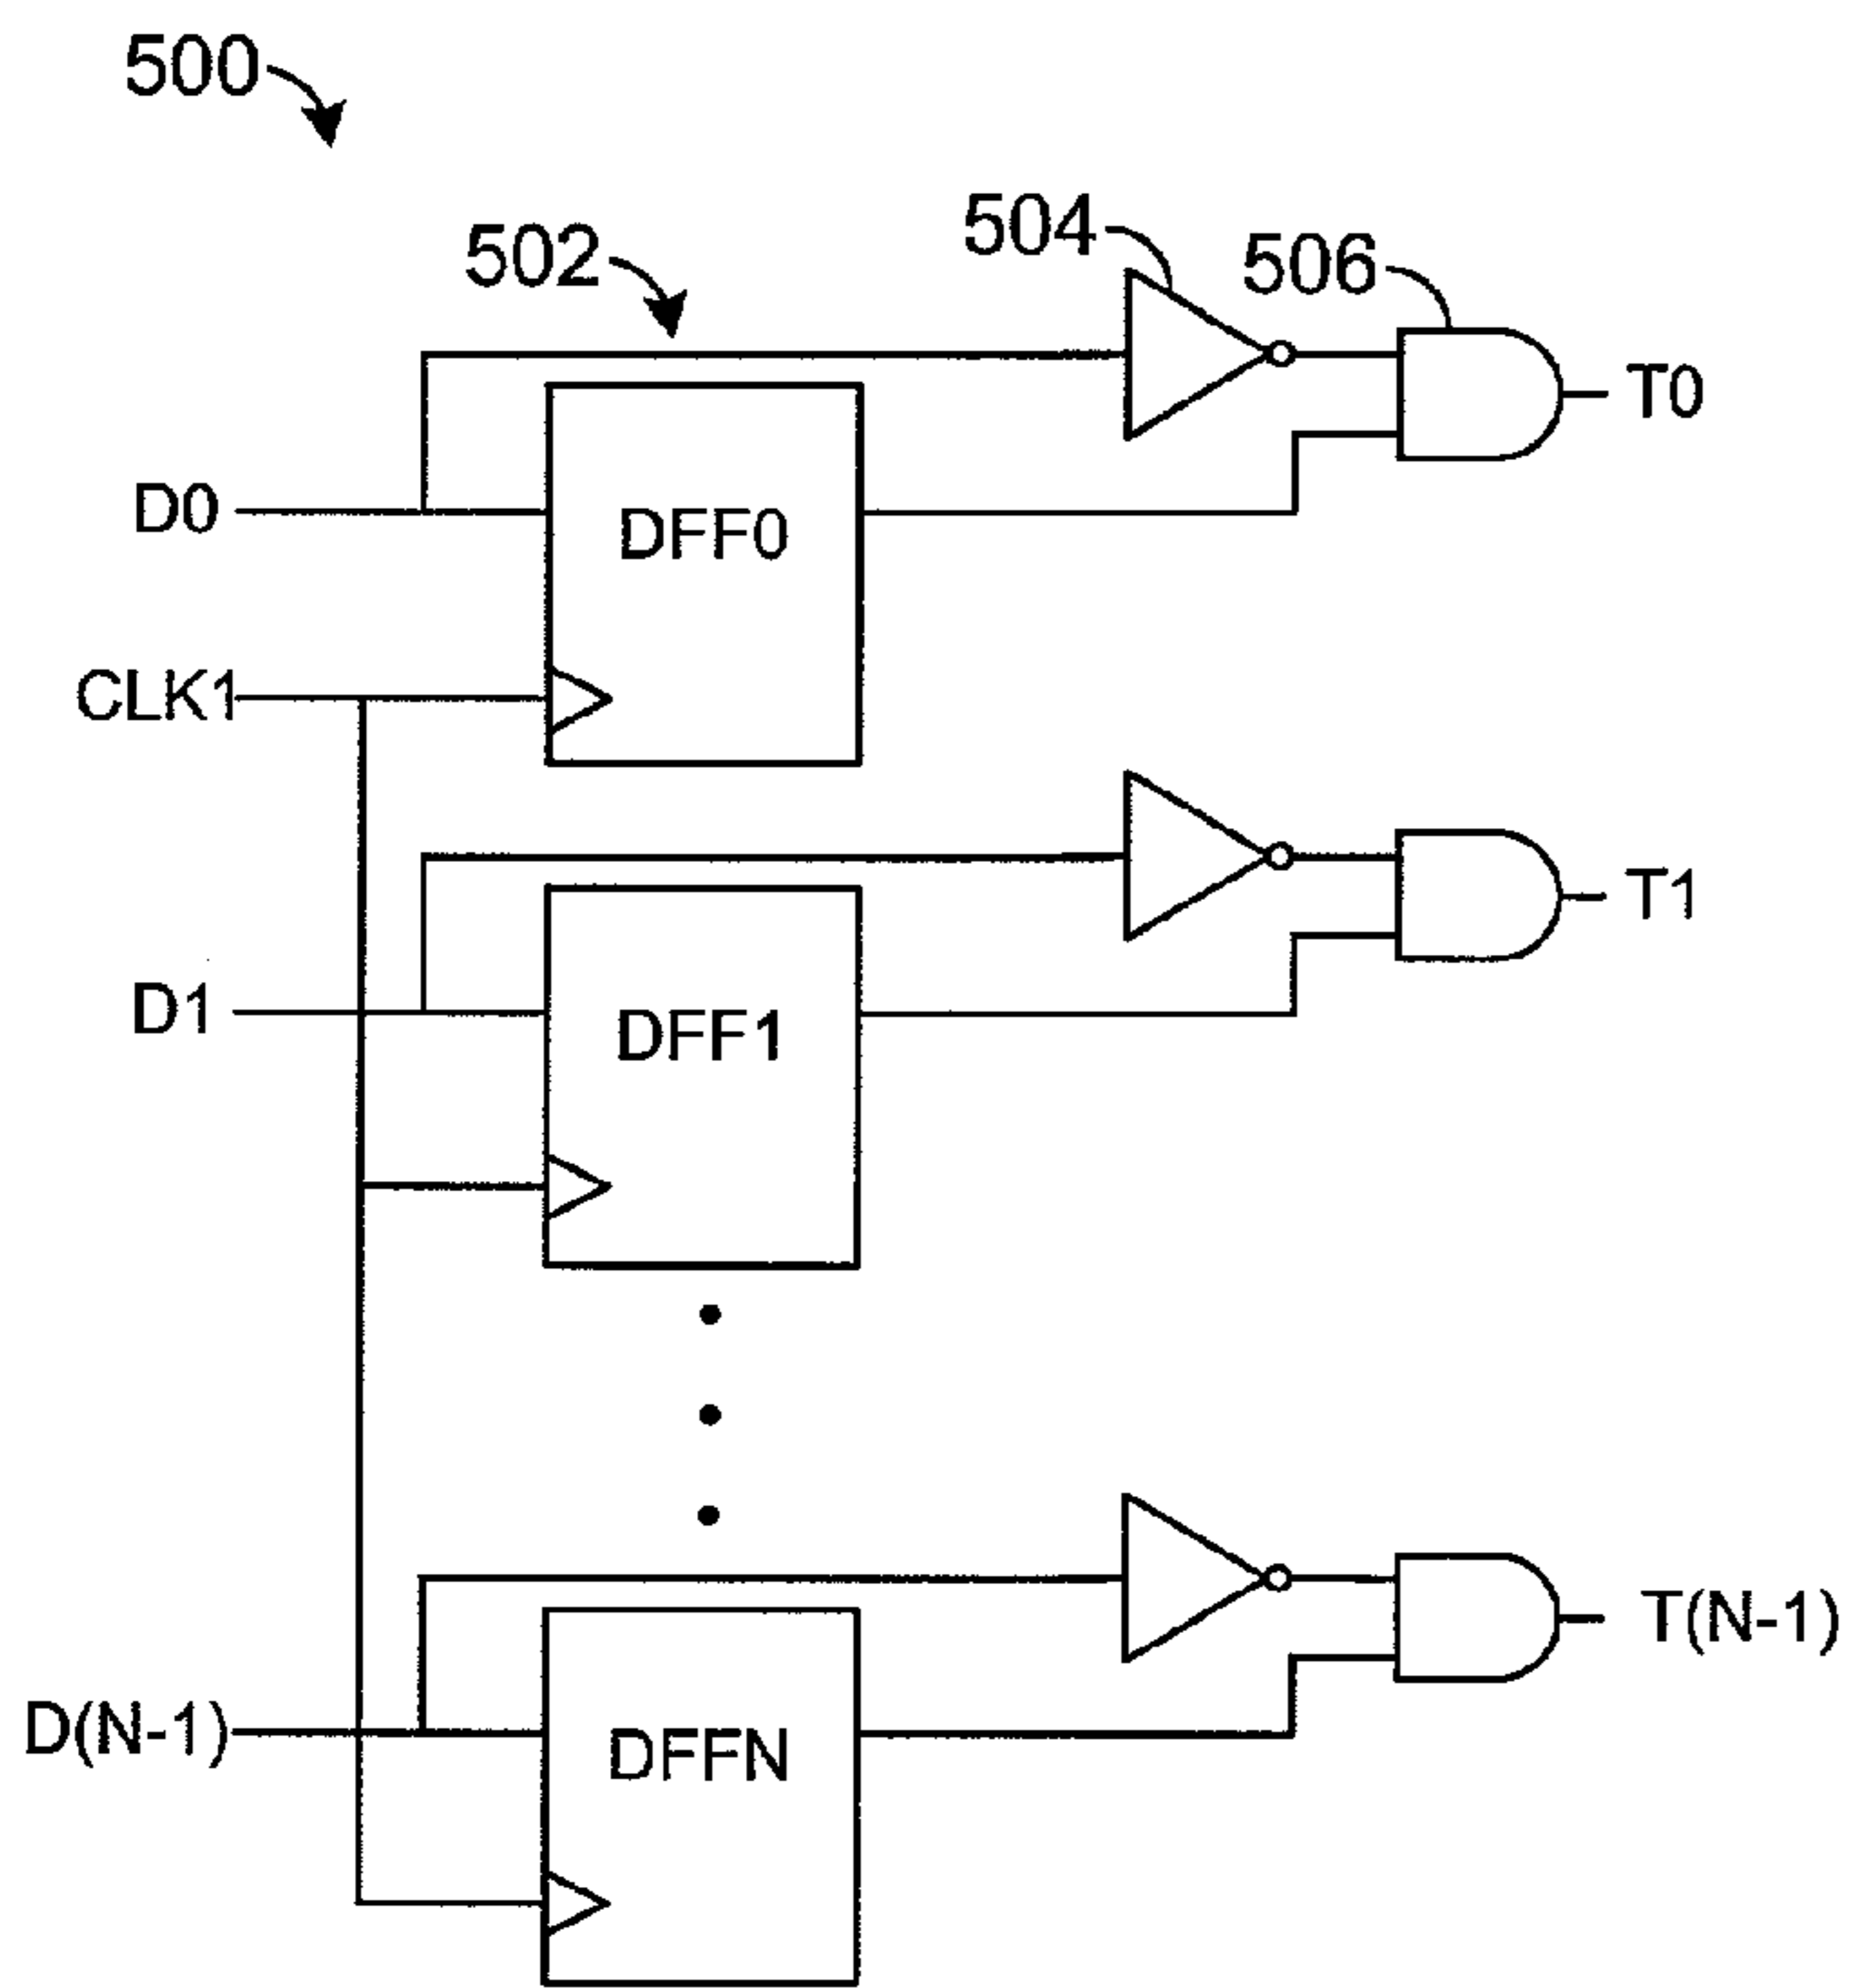 500
502
504
506
T0
D0
DFF0
CLK1
T1
D1
DFF1
T(N-1)
D(N-1)
DFFN